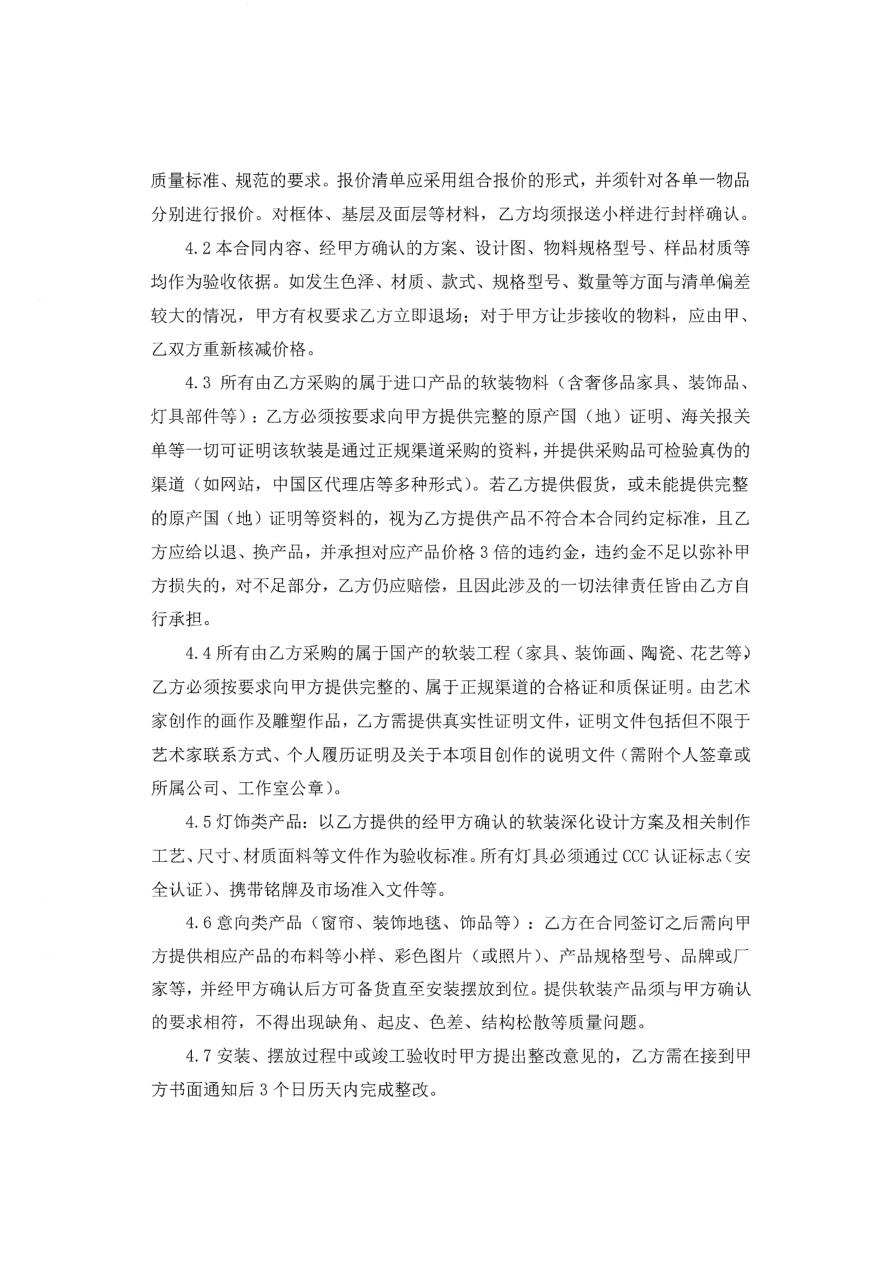 质量标准、规范的要求。报价清单应采用组合报价的形式，并须针对各单一物品
分别进行报价。对框体、基层及面层等材料，乙方均须报送小样进行封样确认。
4.2 本合同内容、经甲方确认的方案、设计图、物料规格型号、样品材质等
均作为验收依据。如发生色泽、材质、款式、规格型号、数量等方面与清单偏差
较大的情况，甲方有权要求乙方立即退场；对于甲方让步接收的物料，应由甲、
乙双方重新核减价格。
4.3 所有由乙方采购的属于进口产品的软装物料（含奢侈品家具、装饰品、
灯具部件等）：乙方必须按要求向甲方提供完整的原产国（地）证明、海关报关
单等一切可证明该软装是通过正规渠道采购的资料，并提供采购品可检验真伪的
渠道（如网站，中国区代理店等多种形式）。若乙方提供假货，或未能提供完整
的原产国（地）证明等资料的，视为乙方提供产品不符合本合同约定标准，且乙
方应给以退、换产品，并承担对应产品价格 3 倍的违约金，违约金不足以弥补甲
方损失的，对不足部分，乙方仍应赔偿，且因此涉及的一切法律责任皆由乙方自
行承担。
4.4 所有由乙方采购的属于国产的软装工程（家具、装饰画、陶瓷、花艺等），
乙方必须按要求向甲方提供完整的、属于正规渠道的合格证和质保证明。由艺术
家创作的画作及雕塑作品，乙方需提供真实性证明文件，证明文件包括但不限于
艺术家联系方式、个人履历证明及关于本项目创作的说明文件（需附个人签章或
所属公司、工作室公章）。
4.5 灯饰类产品：以乙方提供的经甲方确认的软装深化设计方案及相关制作
工艺、尺寸、材质面料等文件作为验收标准。所有灯具必须通过 CCC 认证标志（安
全认证）、携带铭牌及市场准入文件等。
4.6 意向类产品（窗帘、装饰地毯、饰品等）：乙方在合同签订之后需向甲
方提供相应产品的布料等小样、彩色图片（或照片）、产品规格型号、品牌或厂
家等，并经甲方确认后方可备货直至安装摆放到位。提供软装产品须与甲方确认
的要求相符，不得出现缺角、起皮、色差、结构松散等质量问题。
4.7 安装、摆放过程中或竣工验收时甲方提出整改意见的，乙方需在接到甲
方书面通知后 3 个日历天内完成整改。